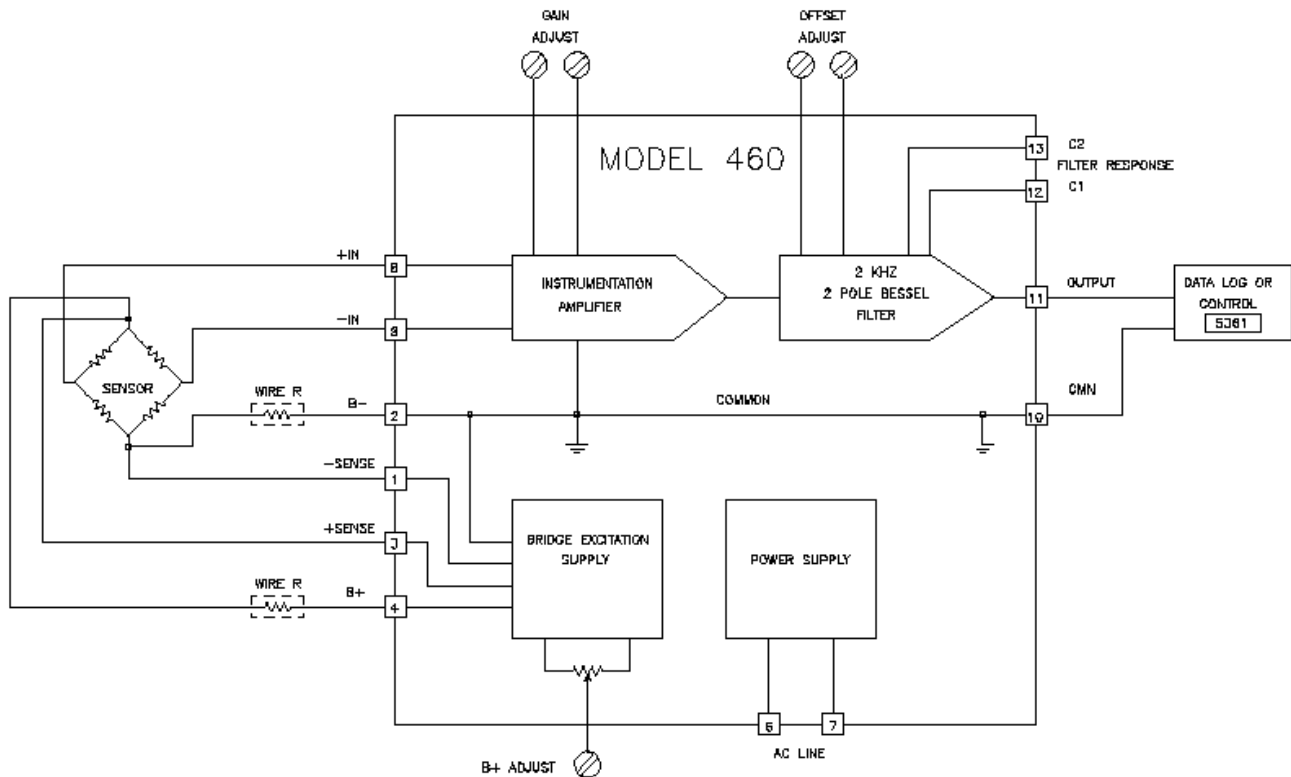 GAIN
ADJUST
OFFSET
ADJUST
MODEL 460
13
C2
FILTER RESPONSE
12
C1
+IN
8
INSTRUMENTATION
AMPLIFIER
2 KHZ
2 POLE BESSEL
FILTER
11
OUTPUT
DATA LOG OR
CONTROL
5361
-IN
9
SENSOR
WIRE R
B-
2
COMMON
10
CMN
-SENSE
1
+SENSE
3
BRIDGE EXCITATION
SUPPLY
POWER SUPPLY
WIRE R
B+
4
6
7
AC LINE
B+ ADJUST